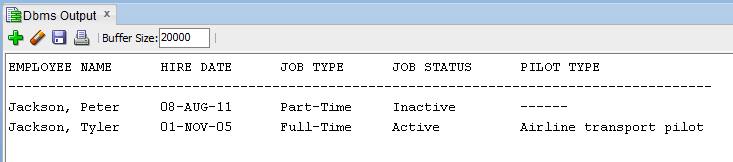 Dbms Output x
Buffer Size: 20000
EMPLOYEE NAME HIRE DATE JOB TYPE JOB STATUS PILOT TYPE
----------------------------------------------------------------------------------------
Jackson, Peter 08-AUG-11 Part-Time Inactive ------
Jackson, Tyler 01-NOV-05 Full-Time Active Airline transport pilot